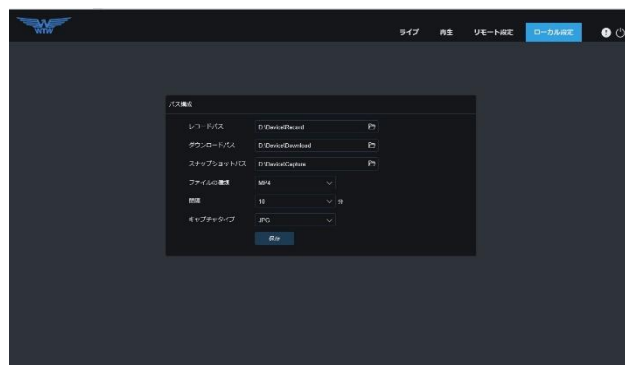 WTW
ライブ 再生 リモート設定 ローカル設定
パス構成
レコードパス D:\Device\Record
ダウンロードパス D:\Device\Download
スナップショットパス D:\Device\Capture
ファイルの種類 MP4
間隔 10 分
キャプチャタイプ JPG
保存